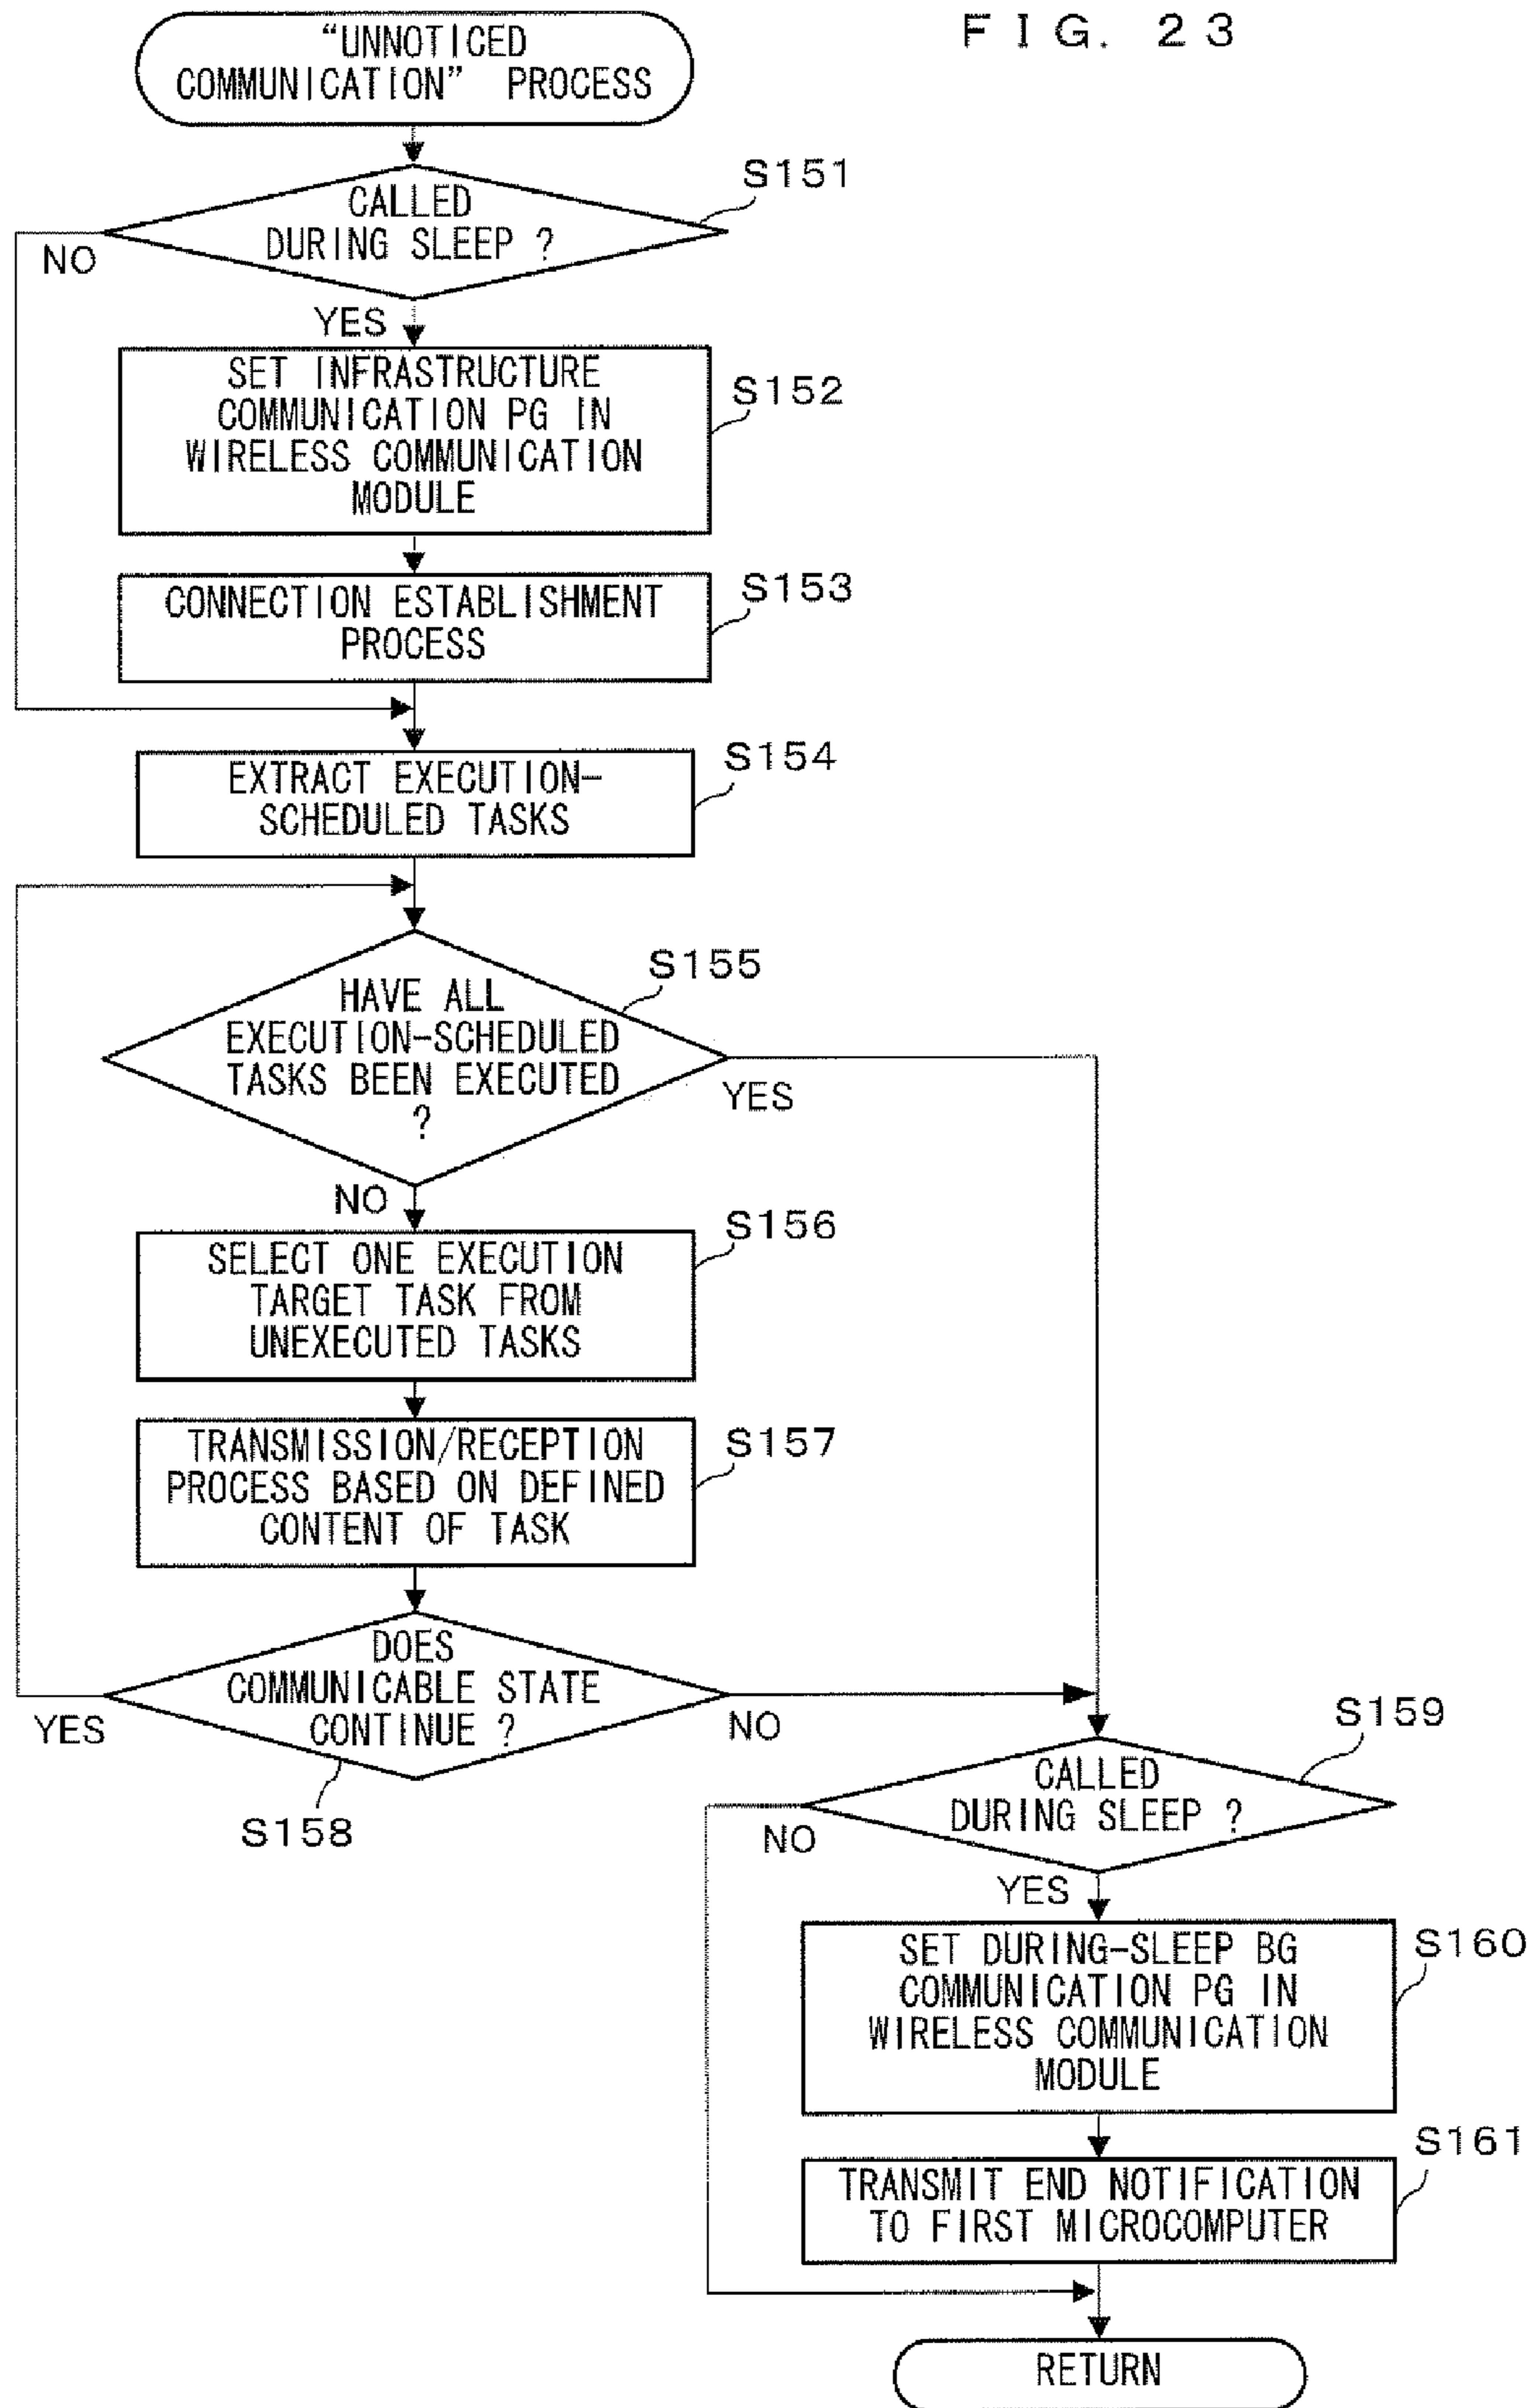 FIG. 23
“UNNOTICED
COMMUNICATION” PROCESS
S151
CALLED
DURING SLEEP ?
NO
YES
S152
SET INFRASTRUCTURE
COMMUNICATION PG IN
WIRELESS COMMUNICATION
MODULE
S153
CONNECTION ESTABLISHMENT
PROCESS
S154
EXTRACT EXECUTION-
SCHEDULED TASKS
S155
HAVE ALL
EXECUTION-SCHEDULED
TASKS BEEN EXECUTED
?
YES
NO
S156
SELECT ONE EXECUTION
TARGET TASK FROM
UNEXECUTED TASKS
S157
TRANSMISSION/RECEPTION
PROCESS BASED ON DEFINED
CONTENT OF TASK
DOES
COMMUNICABLE STATE
CONTINUE ?
YES
NO
S158
S159
CALLED
DURING SLEEP ?
NO
YES
S160
SET DURING-SLEEP BG
COMMUNICATION PG IN
WIRELESS COMMUNICATION
MODULE
S161
TRANSMIT END NOTIFICATION
TO FIRST MICROCOMPUTER
RETURN